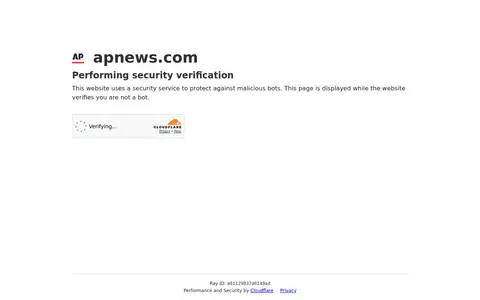 AP apnews.com
Performing security verification
This website uses a security service to protect against malicious bots. This page is displayed while the website
verifies you are not a bot.
Verifying...
CLOUDFLARE
Privacy • Help
Ray ID:
Performance and Security by Cloudflare | Privacy